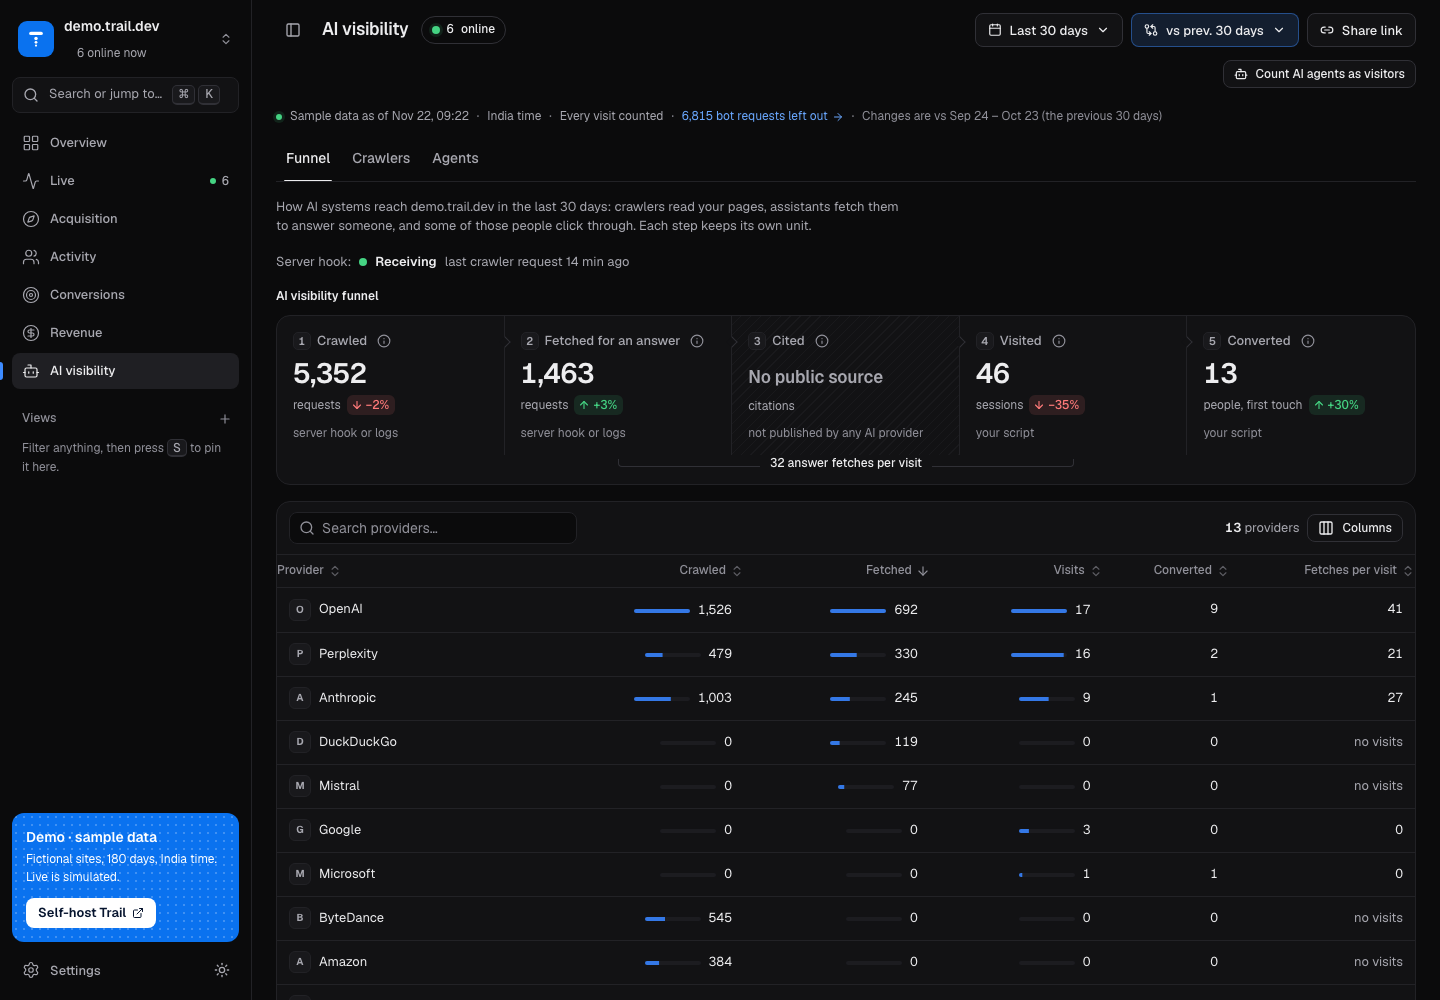 demo.trail.dev
6 online now
Search or jump to... ⌘ K
Overview
Live 6
Acquisition
Activity
Conversions
Revenue
AI visibility
Views
Filter anything, then press S to pin
it here.
Demo · sample data
Fictional sites, 180 days, India time.
Live is simulated.
Self-host Trail
Settings
AI visibility 6 online
Last 30 days
vs prev. 30 days
Share link
Count AI agents as visitors
Sample data as of Nov 22, 09:22 · India time · Every visit counted · 6,815 bot requests left out → · Changes are vs Sep 24 – Oct 23 (the previous 30 days)
Funnel Crawlers Agents
How AI systems reach demo.trail.dev in the last 30 days: crawlers read your pages, assistants fetch them
to answer someone, and some of those people click through. Each step keeps its own unit.
Server hook: Receiving last crawler request 14 min ago
AI visibility funnel
1 Crawled
5,352
requests ↓ −2%
server hook or logs
2 Fetched for an answer
1,463
requests ↑ +3%
server hook or logs
3 Cited
No public source
citations
not published by any AI provider
4 Visited
46
sessions ↓ −35%
your script
5 Converted
13
people, first touch ↑ +30%
your script
32 answer fetches per visit
Search providers...
13 providers
Columns
Provider Crawled Fetched ↓ Visits Converted Fetches per visit
O OpenAI 1,526 692 17 9 41
P Perplexity 479 330 16 2 21
A Anthropic 1,003 245 9 1 27
D DuckDuckGo 0 119 0 0 no visits
M Mistral 0 77 0 0 no visits
G Google 0 0 3 0 0
M Microsoft 0 0 1 1 0
B ByteDance 545 0 0 0 no visits
A Amazon 384 0 0 0 no visits